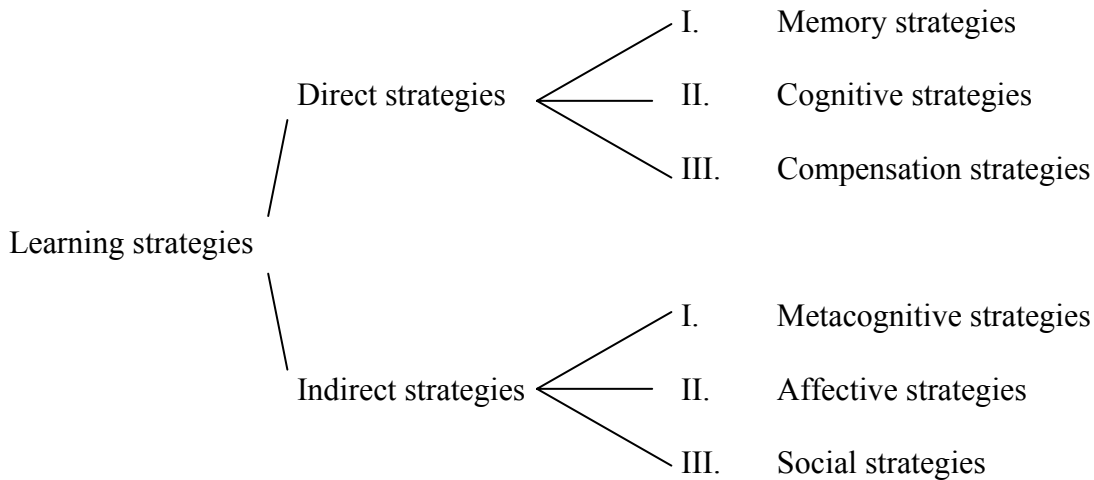 I. Memory strategies
Direct strategies II. Cognitive strategies
III. Compensation strategies
Learning strategies
I. Metacognitive strategies
Indirect strategies II. Affective strategies
III. Social strategies